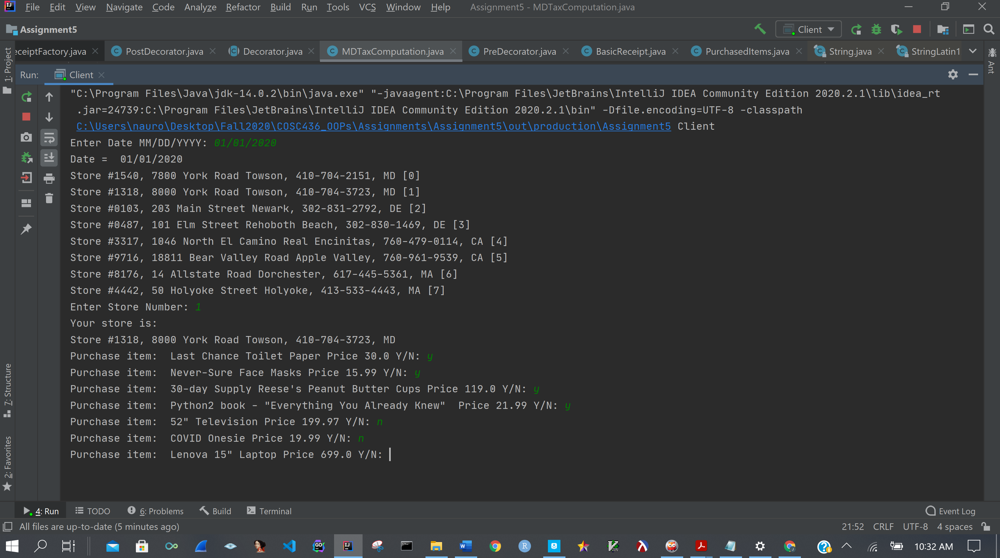 File Edit View Navigate Code Analyze Refactor Build Run Tools VCS Window Help Assignment5 - MDTaxComputation.java
Assignment5 Client
eceiptFactory.java PostDecorator.java Decorator.java MDTaxComputation.java PreDecorator.java BasicReceipt.java PurchasedItems.java String.java StringLatin1
1: Project
Ant
Run: Client
"C:\Program Files\Java\jdk-14.0.2\bin\java.exe" "-javaagent:C:\Program Files\JetBrains\IntelliJ IDEA Community Edition 2020.2.1\lib\idea_rt
.jar=24739:C:\Program Files\JetBrains\IntelliJ IDEA Community Edition 2020.2.1\bin" -Dfile.encoding=UTF-8 -classpath
C:\Users\nauro\Desktop\Fall2020\COSC436_OOPs\Assignments\Assignment5\out\production\Assignment5 Client
Enter Date MM/DD/YYYY: 01/01/2020
Date =  01/01/2020
Store #1540, 7800 York Road Towson, 410-704-2151, MD [0]
Store #1318, 8000 York Road Towson, 410-704-3723, MD [1]
Store #0103, 203 Main Street Newark, 302-831-2792, DE [2]
Store #0487, 101 Elm Street Rehoboth Beach, 302-830-1469, DE [3]
Store #3317, 1046 North El Camino Real Encinitas, 760-479-0114, CA [4]
Store #9716, 18811 Bear Valley Road Apple Valley, 760-961-9539, CA [5]
Store #8176, 14 Allstate Road Dorchester, 617-445-5361, MA [6]
Store #4442, 50 Holyoke Street Holyoke, 413-533-4443, MA [7]
Enter Store Number: 1
Your store is:
Store #1318, 8000 York Road Towson, 410-704-3723, MD
Purchase item:  Last Chance Toilet Paper Price 30.0 Y/N: y
Purchase item:  Never-Sure Face Masks Price 15.99 Y/N: y
Purchase item:  30-day Supply Reese's Peanut Butter Cups Price 119.0 Y/N: y
Purchase item:  Python2 book - "Everything You Already Knew"  Price 21.99 Y/N: y
Purchase item:  52" Television Price 199.97 Y/N: n
Purchase item:  COVID Onesie Price 19.99 Y/N: n
Purchase item:  Lenova 15" Laptop Price 699.0 Y/N:
7: Structure
2: Favorites
4: Run TODO 6: Problems Build Terminal Event Log
All files are up-to-date (5 minutes ago) 21:52 CRLF UTF-8 4 spaces
10:32 AM